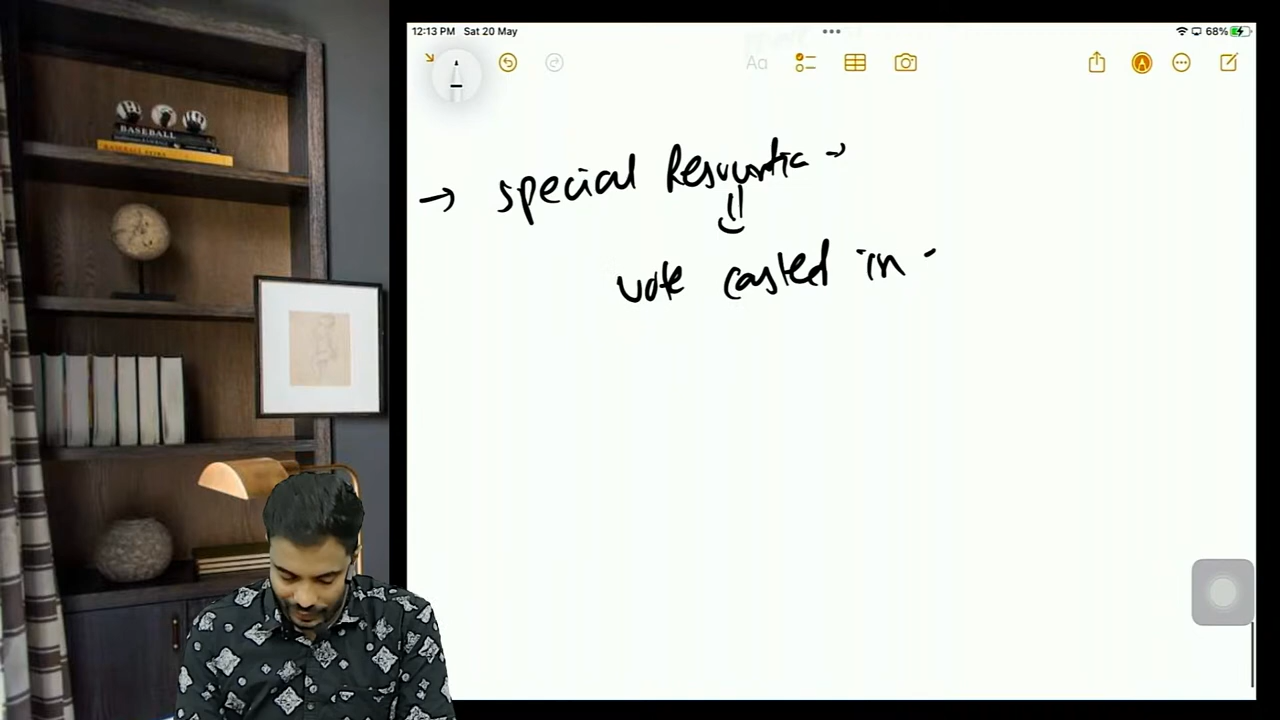 12:13 PM Sat 20 May
68%
Aa
BASEBALL
→ special Resolution →
vote casted in -